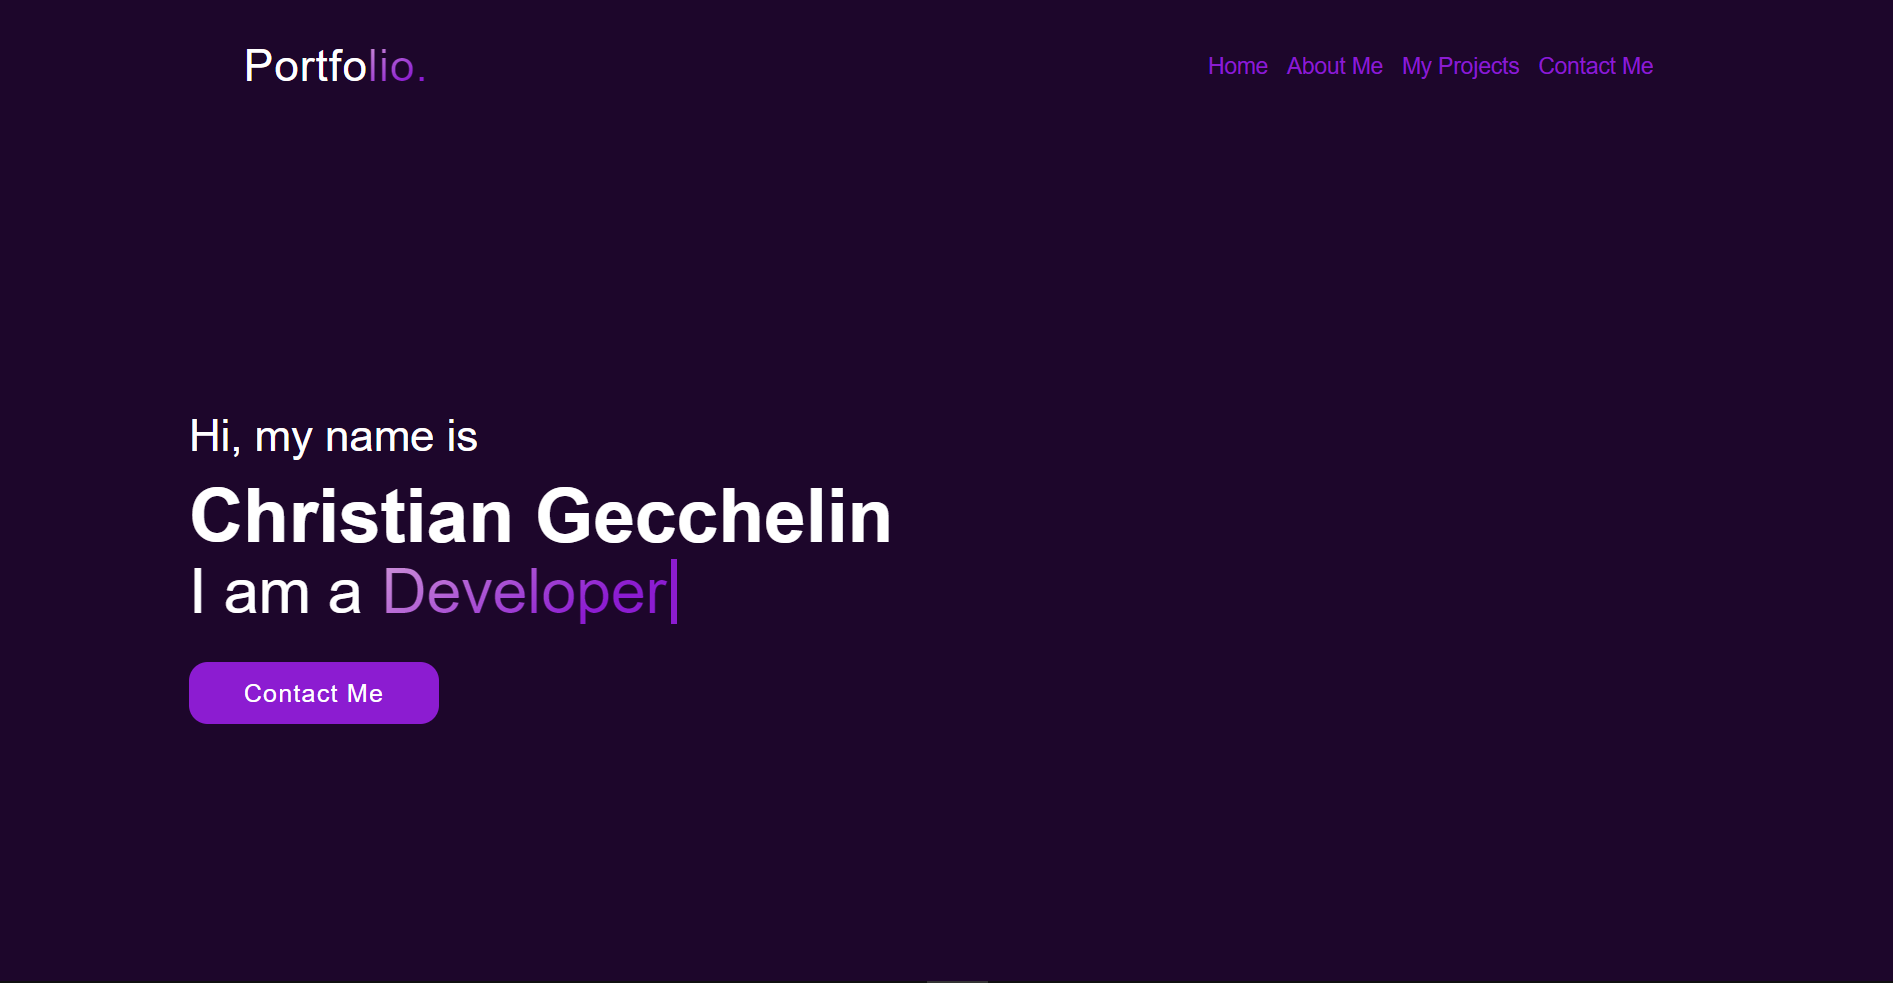 Portfolio.
Home About Me My Projects Contact Me
Hi, my name is
Christian Gecchelin
I am a Developer|
Contact Me